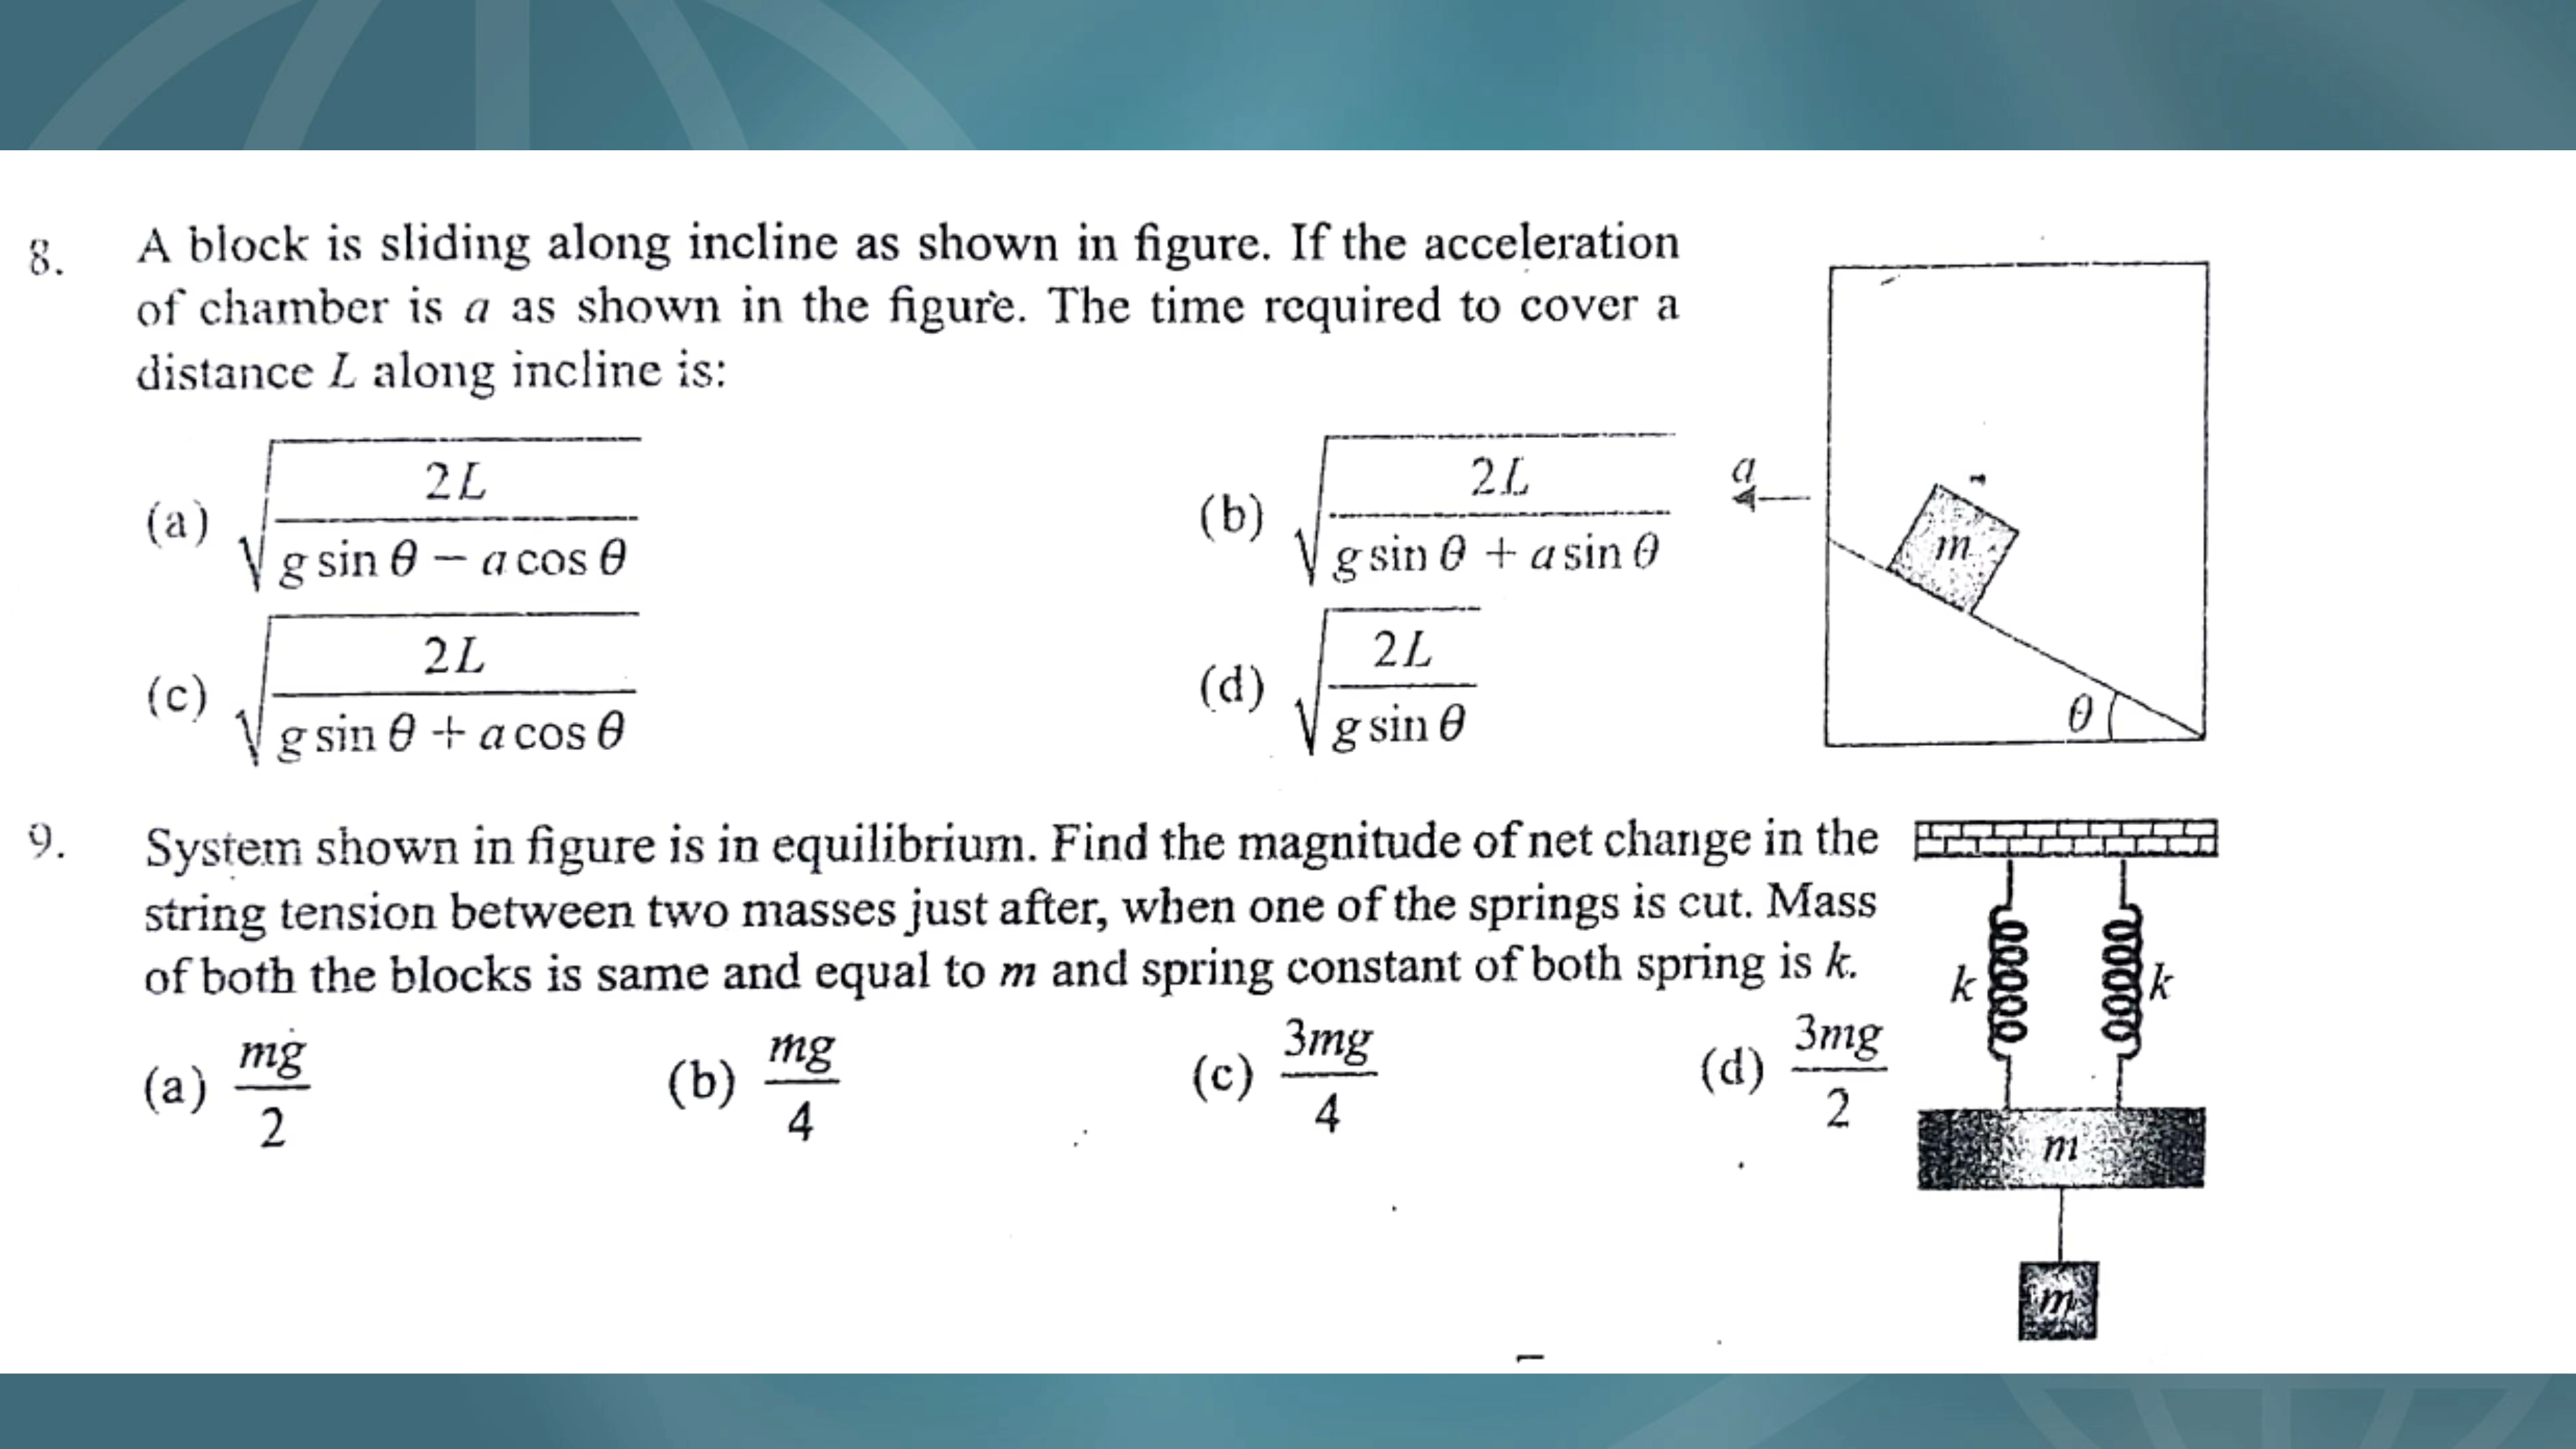 8. A block is sliding along incline as shown in figure. If the acceleration
of chamber is a as shown in the figure. The time required to cover a
distance L along incline is:
(a) √(2L / (g sin θ − a cos θ))
(b) √(2L / (g sin θ + a sin θ))
(c) √(2L / (g sin θ + a cos θ))
(d) √(2L / (g sin θ))
a
m
θ
9. System shown in figure is in equilibrium. Find the magnitude of net change in the
string tension between two masses just after, when one of the springs is cut. Mass
of both the blocks is same and equal to m and spring constant of both spring is k.
(a) mg/2 (b) mg/4 (c) 3mg/4 (d) 3mg/2
k k
m
m